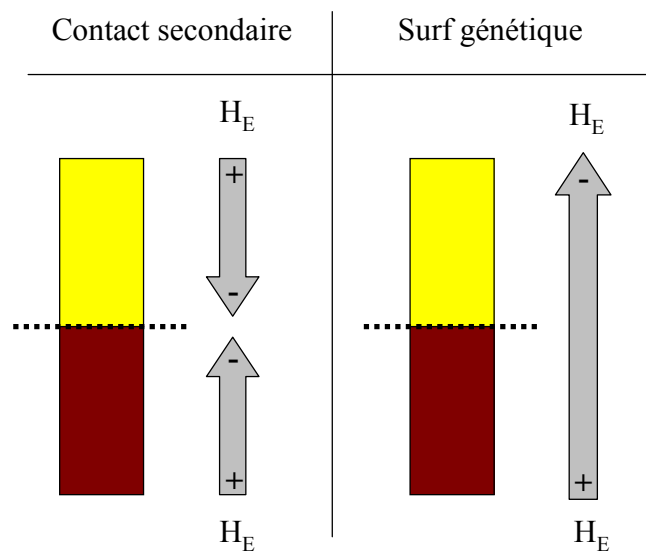 Contact secondaire
Surf génétique
H_E
H_E
+
-
-
-
+
+
H_E
H_E